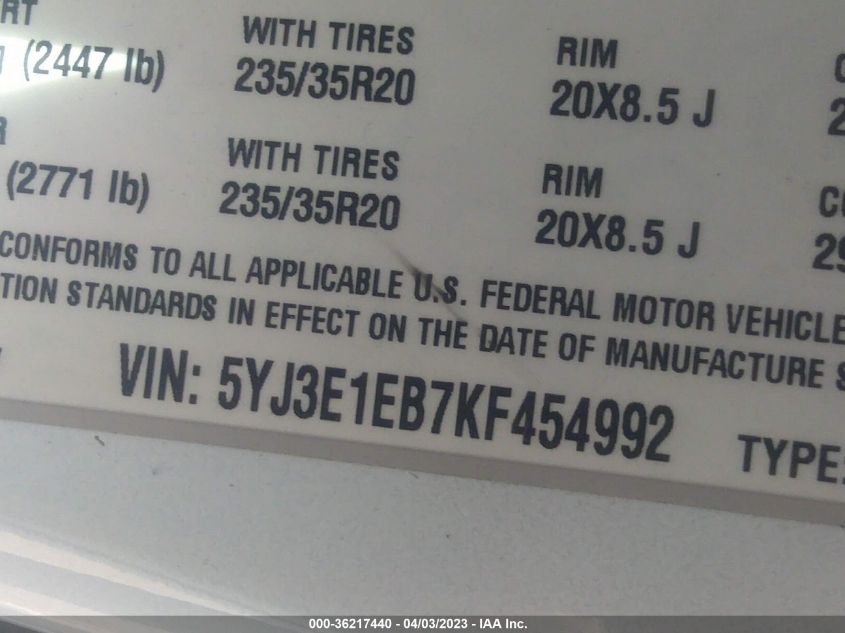 RT WITH TIRES RIM
(2447 lb) 235/35R20 20X8.5 J
R WITH TIRES RIM
(2771 lb) 235/35R20 20X8.5 J
CONFORMS TO ALL APPLICABLE U.S. FEDERAL MOTOR VEHICLE
TION STANDARDS IN EFFECT ON THE DATE OF MANUFACTURE S
VIN: 5YJ3E1EB7KF454992 TYPE:
000-36217440 - 04/03/2023 - IAA Inc.